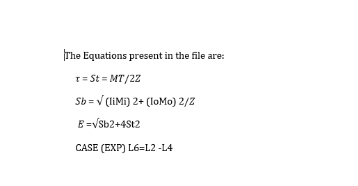 The Equations present in the file are:
τ = St = MT/2Z
Sb = √ (IiMi) 2+ (IoMo) 2/Z
E =√Sb2+4St2
CASE (EXP) L6=L2 -L4